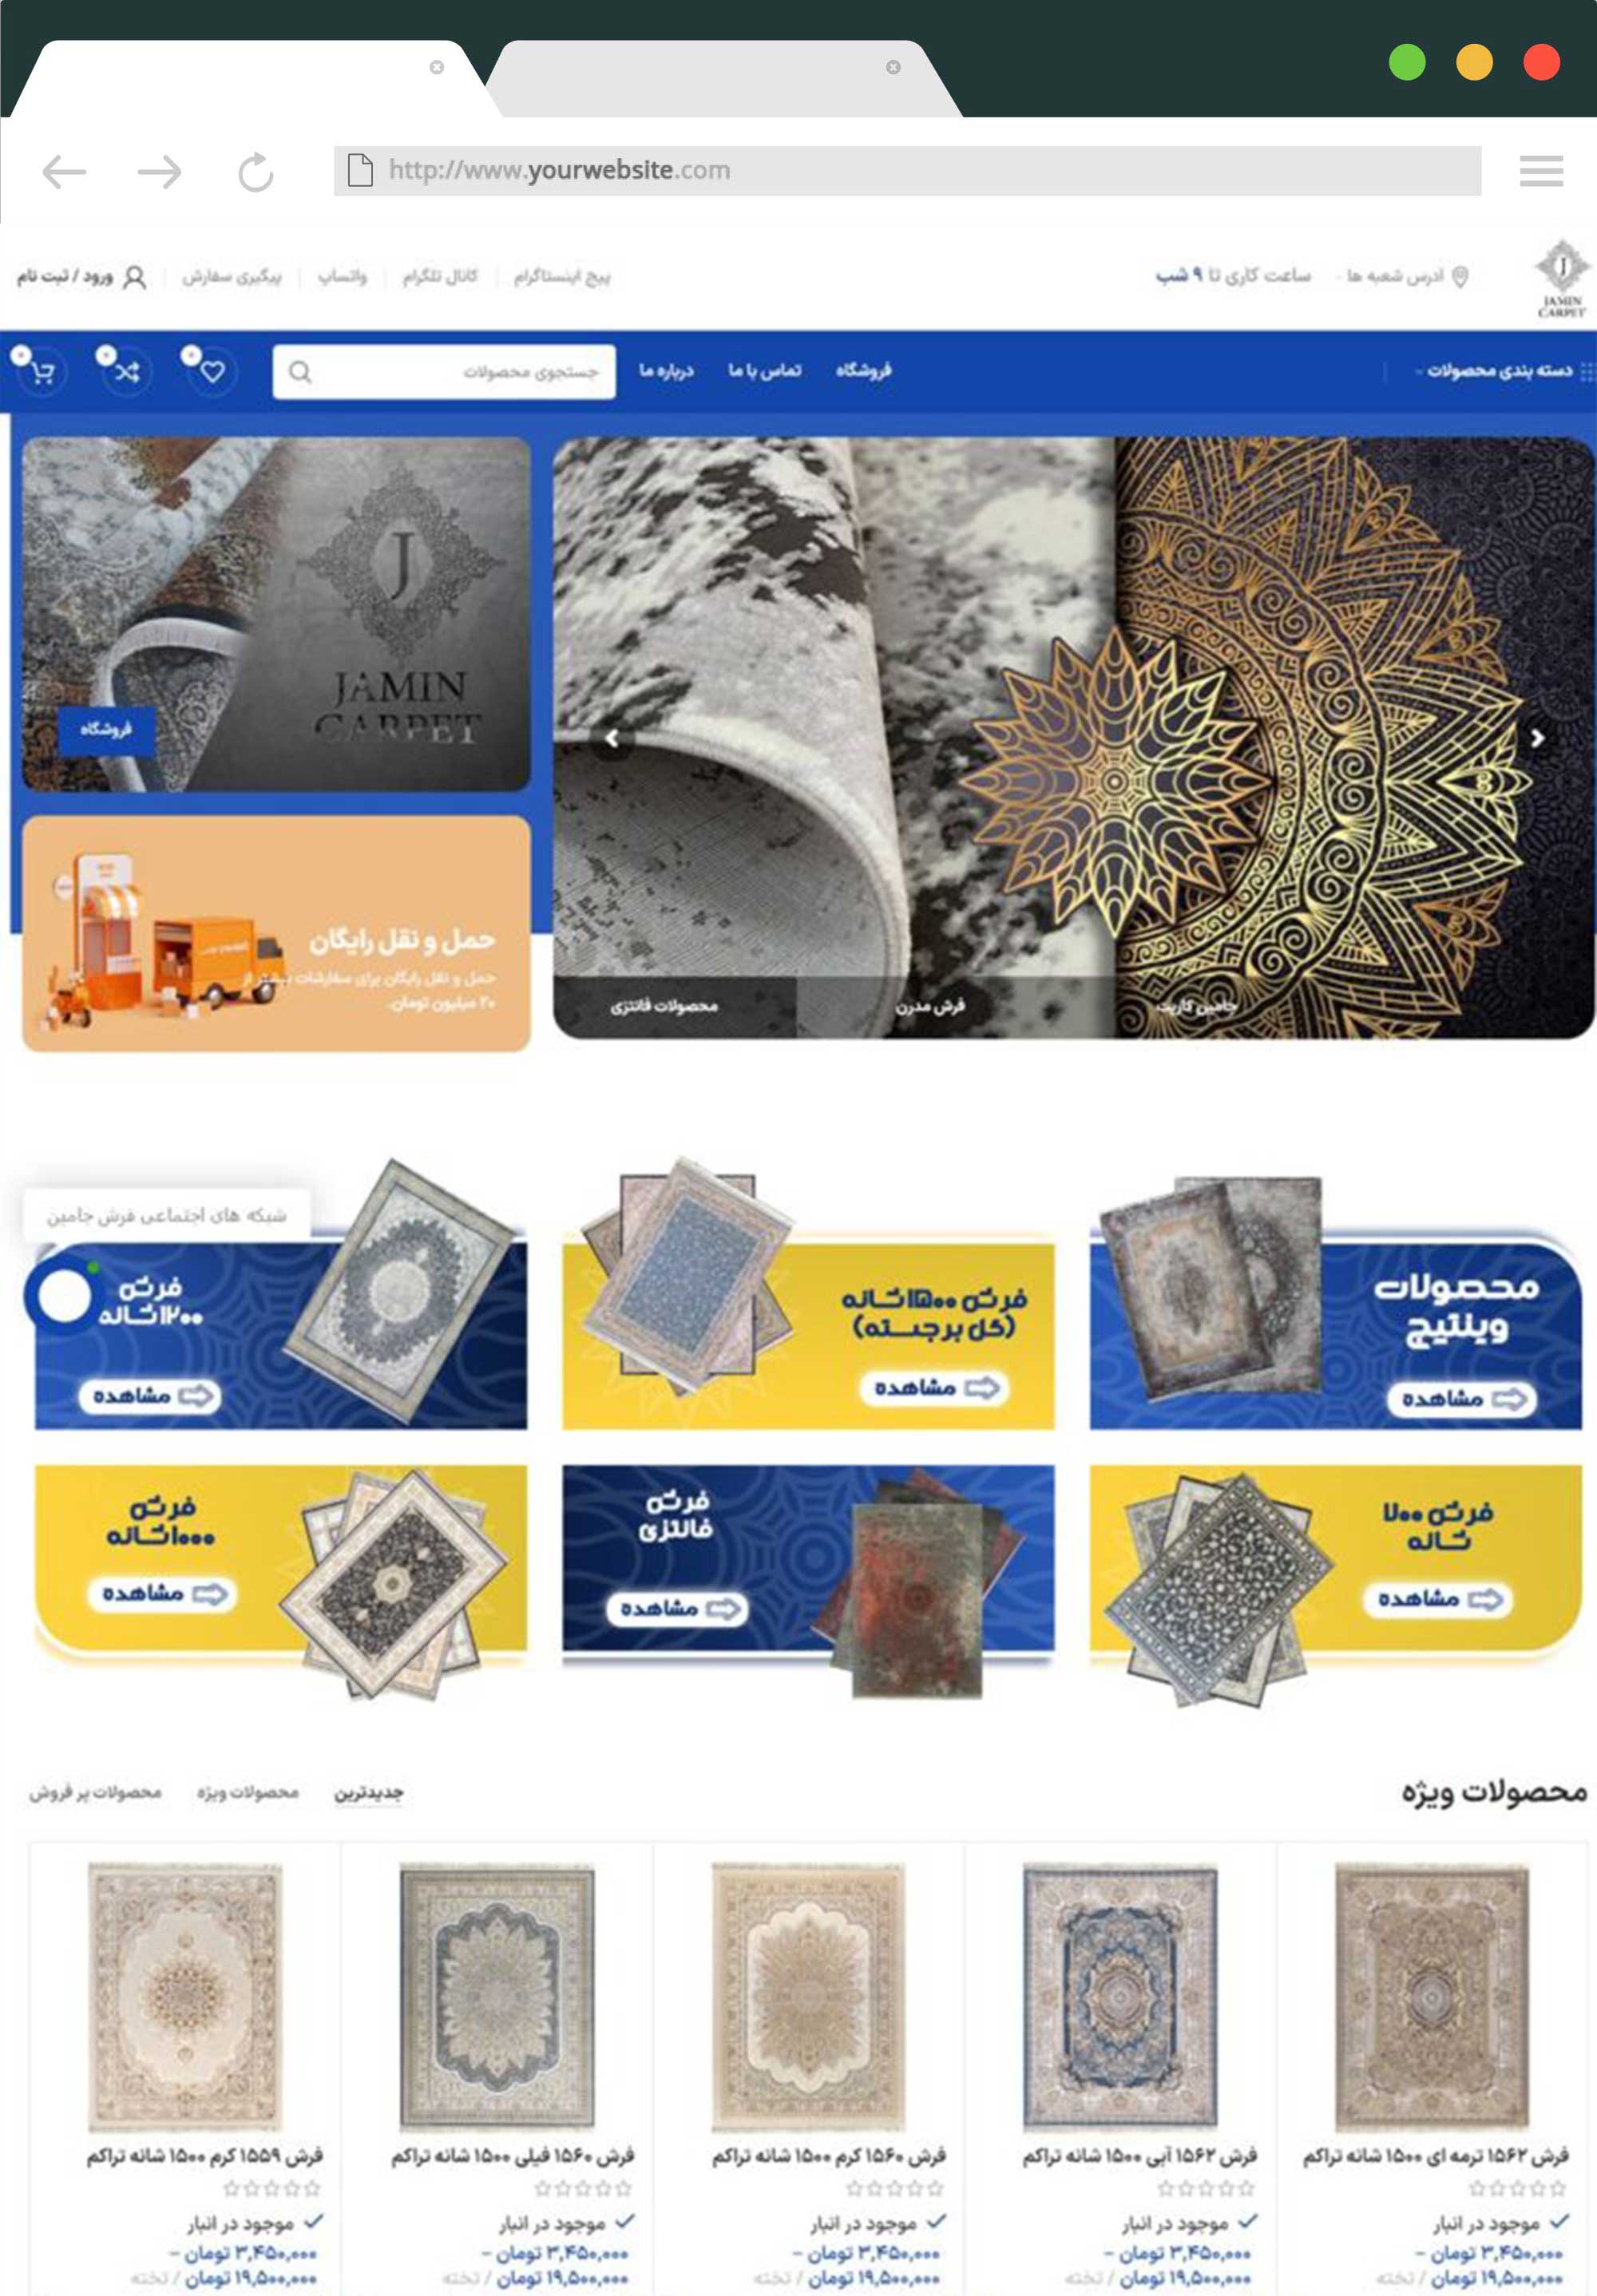 http://www.yourwebsite.com
JAMIN
CARPET
آدرس شعبه ها
ساعت کاری تا ۹ شب
پیج اینستاگرام
کانال تلگرام
واتساپ
پیگیری سفارش
ورود / ثبت نام
دسته بندی محصولات
فروشگاه
تماس با ما
درباره ما
جستجوی محصولات
جامین کارپت
فرش مدرن
محصولات فانتزی
JAMIN
CARPET
فروشگاه
حمل و نقل رایگان
حمل و نقل رایگان برای سفارشات بیشتر از
۲۰ میلیون تومان.
محصولات
وینتیج
مشاهده
فرش ۱۵۰۰ شانه
(گل برجسته)
مشاهده
شبکه های اجتماعی فرش جامین
فرش
۱۲۰۰ شانه
مشاهده
فرش ۷۰۰
شانه
مشاهده
فرش
فانتزی
مشاهده
فرش
۱۰۰۰ شانه
مشاهده
محصولات ویژه
جدیدترین
محصولات ویژه
محصولات پر فروش
فرش ۱۵۶۲ ترمه ای ۱۵۰۰ شانه تراکم
موجود در انبار
۳,۴۵۰,۰۰۰ تومان –
۱۹,۵۰۰,۰۰۰ تومان / تخته
فرش ۱۵۶۲ آبی ۱۵۰۰ شانه تراکم
موجود در انبار
۳,۴۵۰,۰۰۰ تومان –
۱۹,۵۰۰,۰۰۰ تومان / تخته
فرش ۱۵۶۰ کرم ۱۵۰۰ شانه تراکم
موجود در انبار
۳,۴۵۰,۰۰۰ تومان –
۱۹,۵۰۰,۰۰۰ تومان / تخته
فرش ۱۵۶۰ فیلی ۱۵۰۰ شانه تراکم
موجود در انبار
۳,۴۵۰,۰۰۰ تومان –
۱۹,۵۰۰,۰۰۰ تومان / تخته
فرش ۱۵۵۹ کرم ۱۵۰۰ شانه تراکم
موجود در انبار
۳,۴۵۰,۰۰۰ تومان –
۱۹,۵۰۰,۰۰۰ تومان / تخته